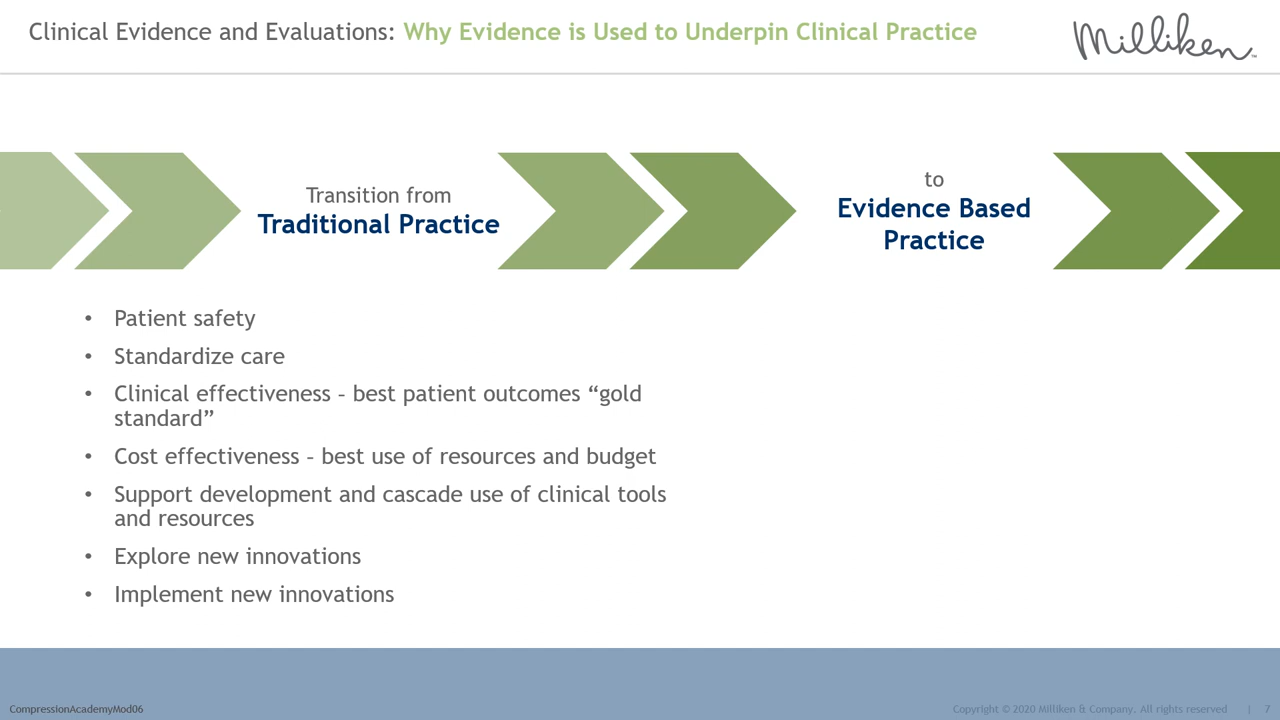 Clinical Evidence and Evaluations: Why Evidence is Used to Underpin Clinical Practice
Milliken™
Transition from
Traditional Practice
to
Evidence Based
Practice
• Patient safety
• Standardize care
• Clinical effectiveness – best patient outcomes “gold
standard”
• Cost effectiveness – best use of resources and budget
• Support development and cascade use of clinical tools
and resources
• Explore new innovations
• Implement new innovations
CompressionAcademyMod06
Copyright © 2020 Milliken & Company. All rights reserved | 7